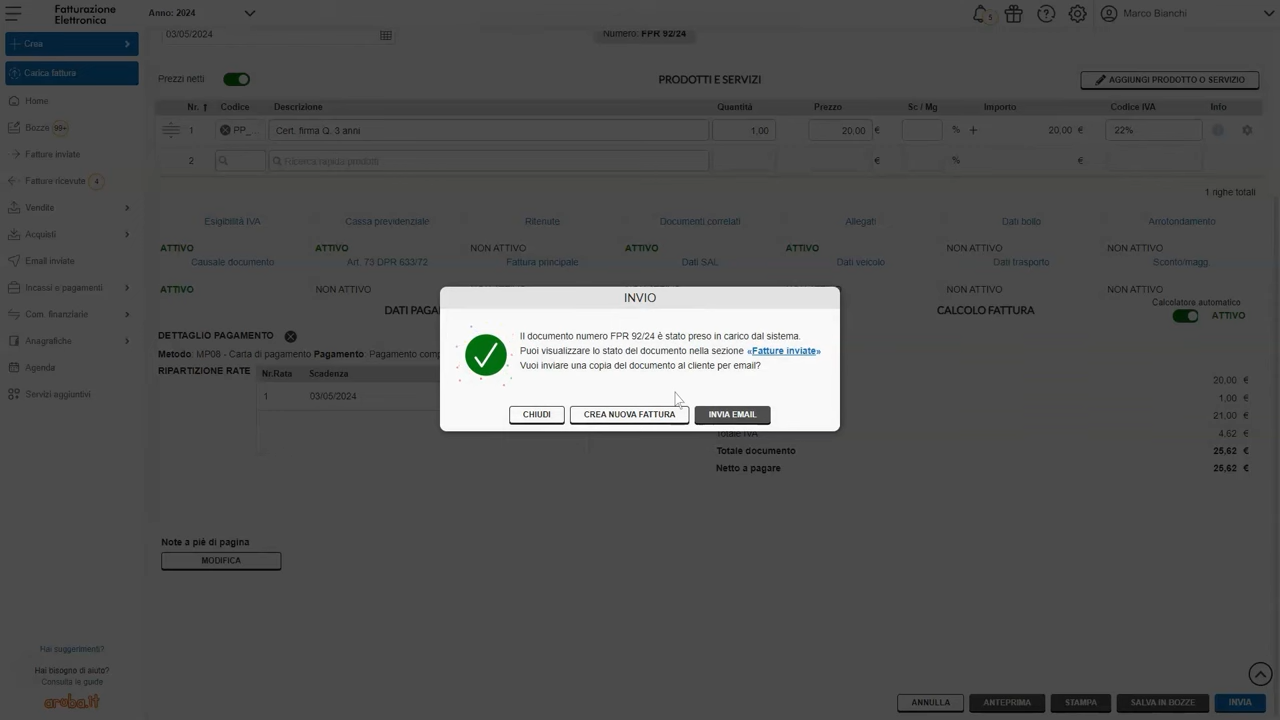 Fatturazione Elettronica
Anno: 2024
5
Marco Bianchi
Crea
Carica fattura
Home
Bozze 99+
Fatture inviate
Fatture ricevute 4
Vendite
Acquisti
Email inviate
Incassi e pagamenti
Com. finanziarie
Anagrafiche
Agenda
Servizi aggiuntivi
Hai suggerimenti?
Hai bisogno di aiuto?
Consulta le guide
aruba.it
03/05/2024
Numero: FPR 92/24
Prezzi netti
PRODOTTI E SERVIZI
AGGIUNGI PRODOTTO O SERVIZIO
Nr. Codice Descrizione Quantità Prezzo Sc / Mg Importo Codice IVA Info
1 PP_... Cert. firma Q. 3 anni 1,00 20.00 € % + 20,00 € 22%
2 Ricerca rapida prodotti € % €
1 righe totali
Esigibilità IVA Cassa previdenziale Ritenute Documenti correlati Allegati Dati bollo Arrotondamento
ATTIVO ATTIVO NON ATTIVO ATTIVO ATTIVO NON ATTIVO NON ATTIVO
Causale documento Art. 73 DPR 633/72 Fattura principale Dati SAL Dati veicolo Dati trasporto Sconto/magg.
ATTIVO NON ATTIVO NON ATTIVO NON ATTIVO NON ATTIVO NON ATTIVO NON ATTIVO
DATI PAGA
CALCOLO FATTURA
Calcolatore automatico
ATTIVO
DETTAGLIO PAGAMENTO
Metodo: MP08 - Carta di pagamento Pagamento: Pagamento comp
RIPARTIZIONE RATE
Nr.Rata Scadenza
1 03/05/2024
20,00 €
1,00 €
21,00 €
Totale IVA 4,62 €
Totale documento 25,62 €
Netto a pagare 25,62 €
INVIO
Il documento numero FPR 92/24 è stato preso in carico dal sistema.
Puoi visualizzare lo stato del documento nella sezione «Fatture inviate»
Vuoi inviare una copia del documento al cliente per email?
CHIUDI
CREA NUOVA FATTURA
INVIA EMAIL
Note a piè di pagina
MODIFICA
ANNULLA
ANTEPRIMA
STAMPA
SALVA IN BOZZE
INVIA